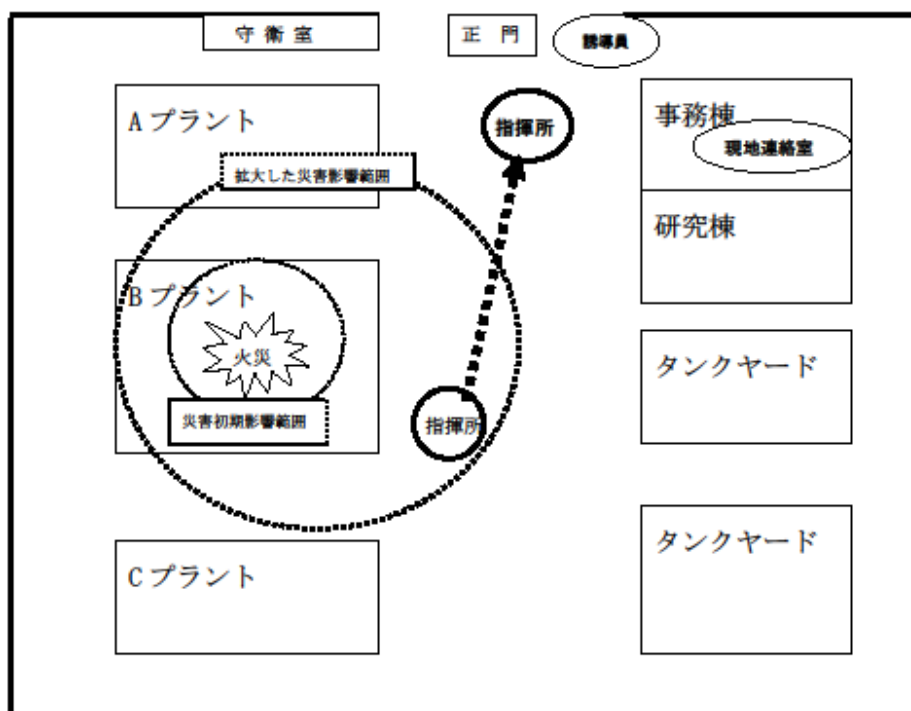 守衛室
正門
誘導員
Aプラント
指揮所
事務棟
現地連絡室
拡大した災害影響範囲
研究棟
Bプラント
火災
災害初期影響範囲
指揮所
タンクヤード
Cプラント
タンクヤード